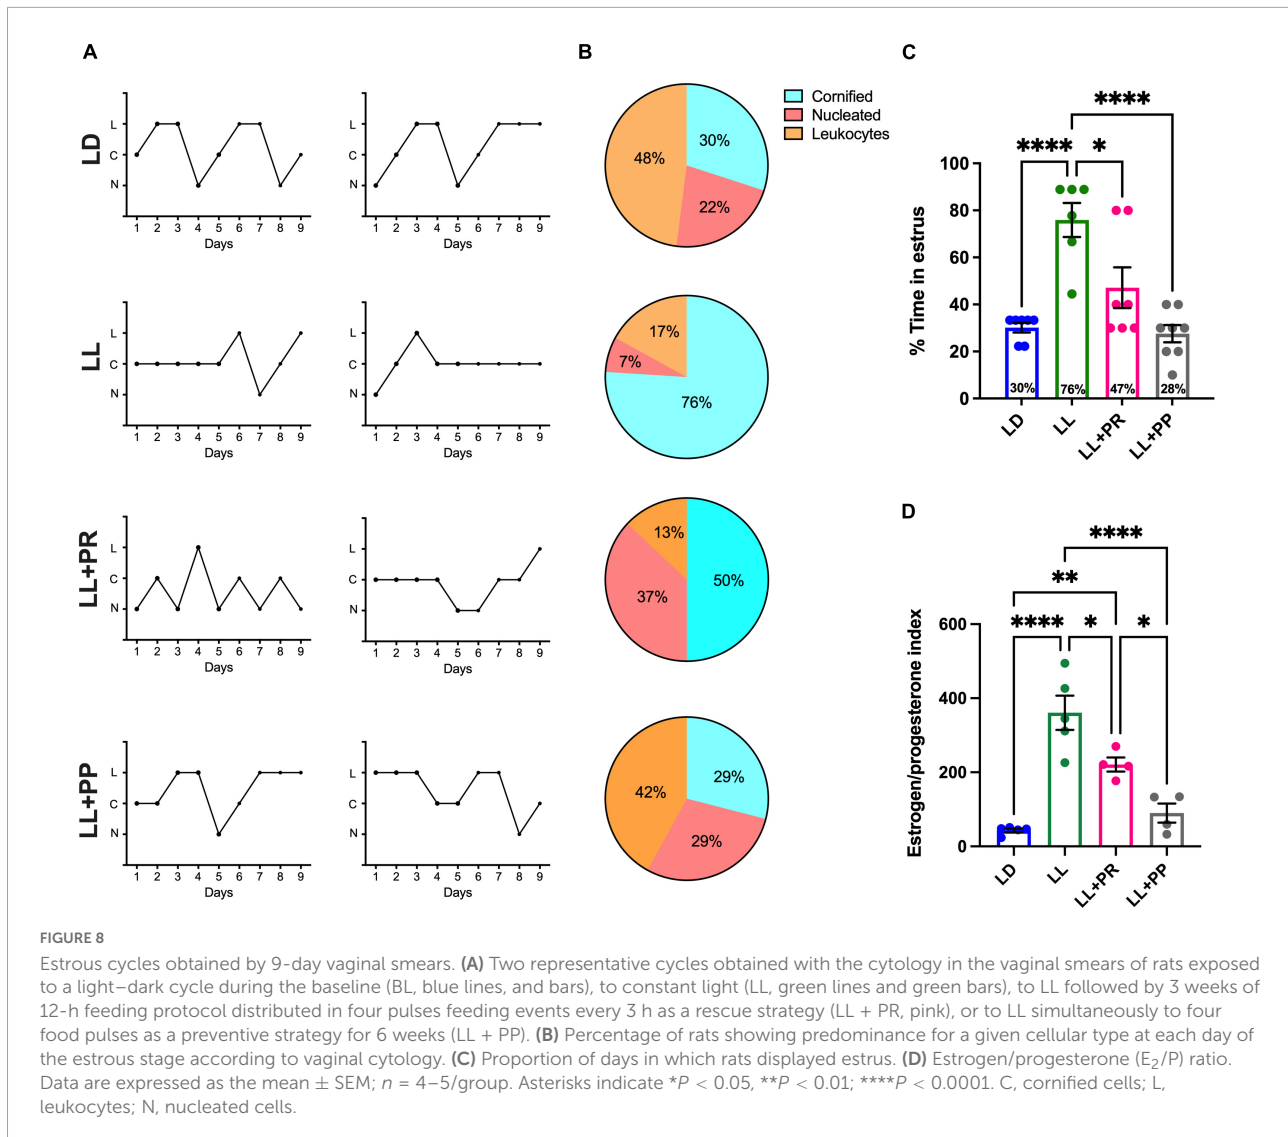 A
B
C
D
LD
L
C
N
1 2 3 4 5 6 7 8 9
Days
L
C
N
1 2 3 4 5 6 7 8 9
Days
48%
30%
22%
Cornified
Nucleated
Leukocytes
LL
L
C
N
1 2 3 4 5 6 7 8 9
Days
L
C
N
1 2 3 4 5 6 7 8 9
Days
17%
7%
76%
LL+PR
L
C
N
1 2 3 4 5 6 7 8 9
Days
L
C
N
1 2 3 4 5 6 7 8 9
Days
13%
37%
50%
LL+PP
L
C
N
1 2 3 4 5 6 7 8 9
Days
L
C
N
1 2 3 4 5 6 7 8 9
Days
42%
29%
29%
****
**** *
% Time in estrus
100
80
60
40
20
0
30% 76% 47% 28%
LD LL LL+PR LL+PP
****
**
**** * *
Estrogen/progesterone index
600
400
200
0
LD LL LL+PR LL+PP
FIGURE 8
Estrous cycles obtained by 9-day vaginal smears. (A) Two representative cycles obtained with the cytology in the vaginal smears of rats exposed
to a light–dark cycle during the baseline (BL, blue lines, and bars), to constant light (LL, green lines and green bars), to LL followed by 3 weeks of
12-h feeding protocol distributed in four pulses feeding events every 3 h as a rescue strategy (LL + PR, pink), or to LL simultaneously to four
food pulses as a preventive strategy for 6 weeks (LL + PP). (B) Percentage of rats showing predominance for a given cellular type at each day of
the estrous stage according to vaginal cytology. (C) Proportion of days in which rats displayed estrus. (D) Estrogen/progesterone (E₂/P) ratio.
Data are expressed as the mean ± SEM; n = 4–5/group. Asterisks indicate *P < 0.05, **P < 0.01; ****P < 0.0001. C, cornified cells; L,
leukocytes; N, nucleated cells.